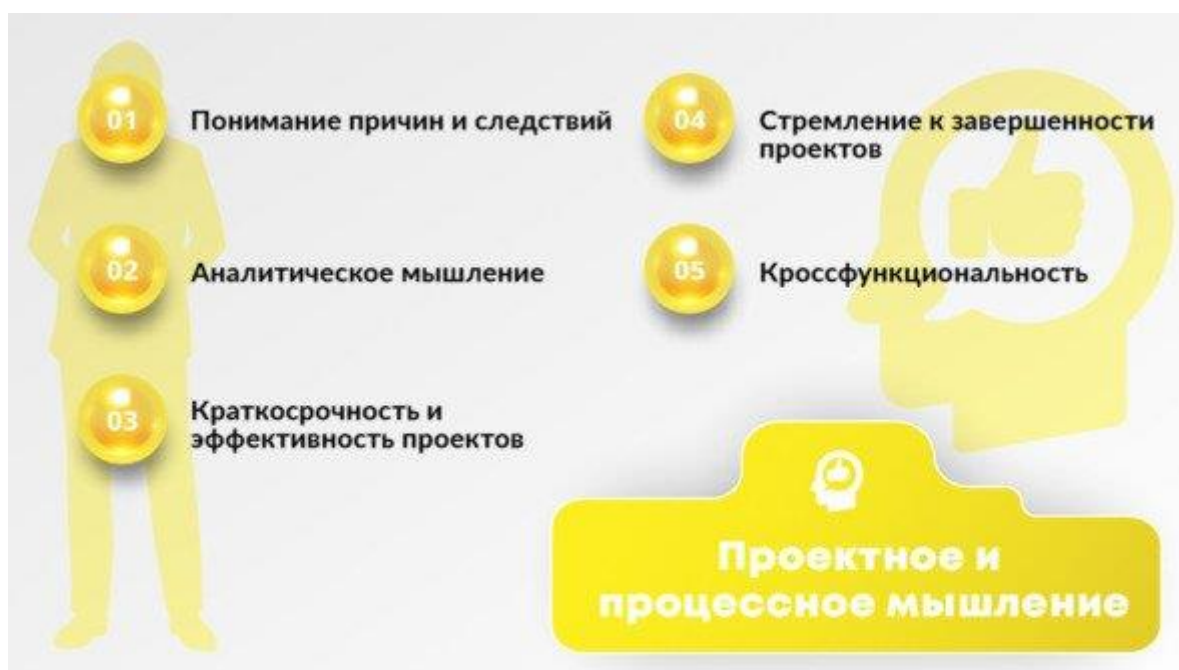 01
Понимание причин и следствий
02
Аналитическое мышление
03
Краткосрочность и
эффективность проектов
04
Стремление к завершенности
проектов
05
Кроссфункциональность
Проектное и
процессное мышление